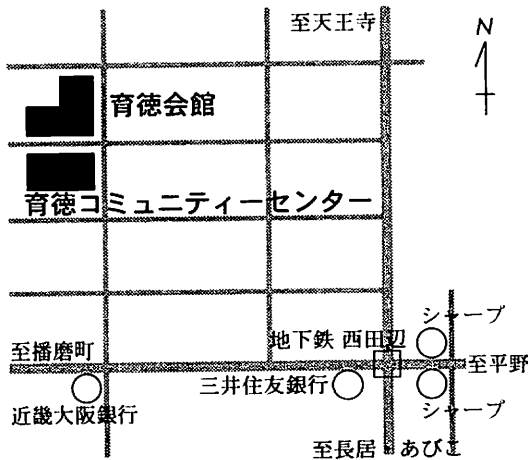 至天王寺
N
育徳会館
育徳コミュニティーセンター
シャープ
地下鉄 西田辺
至播磨町
至平野
三井住友銀行
近畿大阪銀行
シャープ
至長居・あびこ